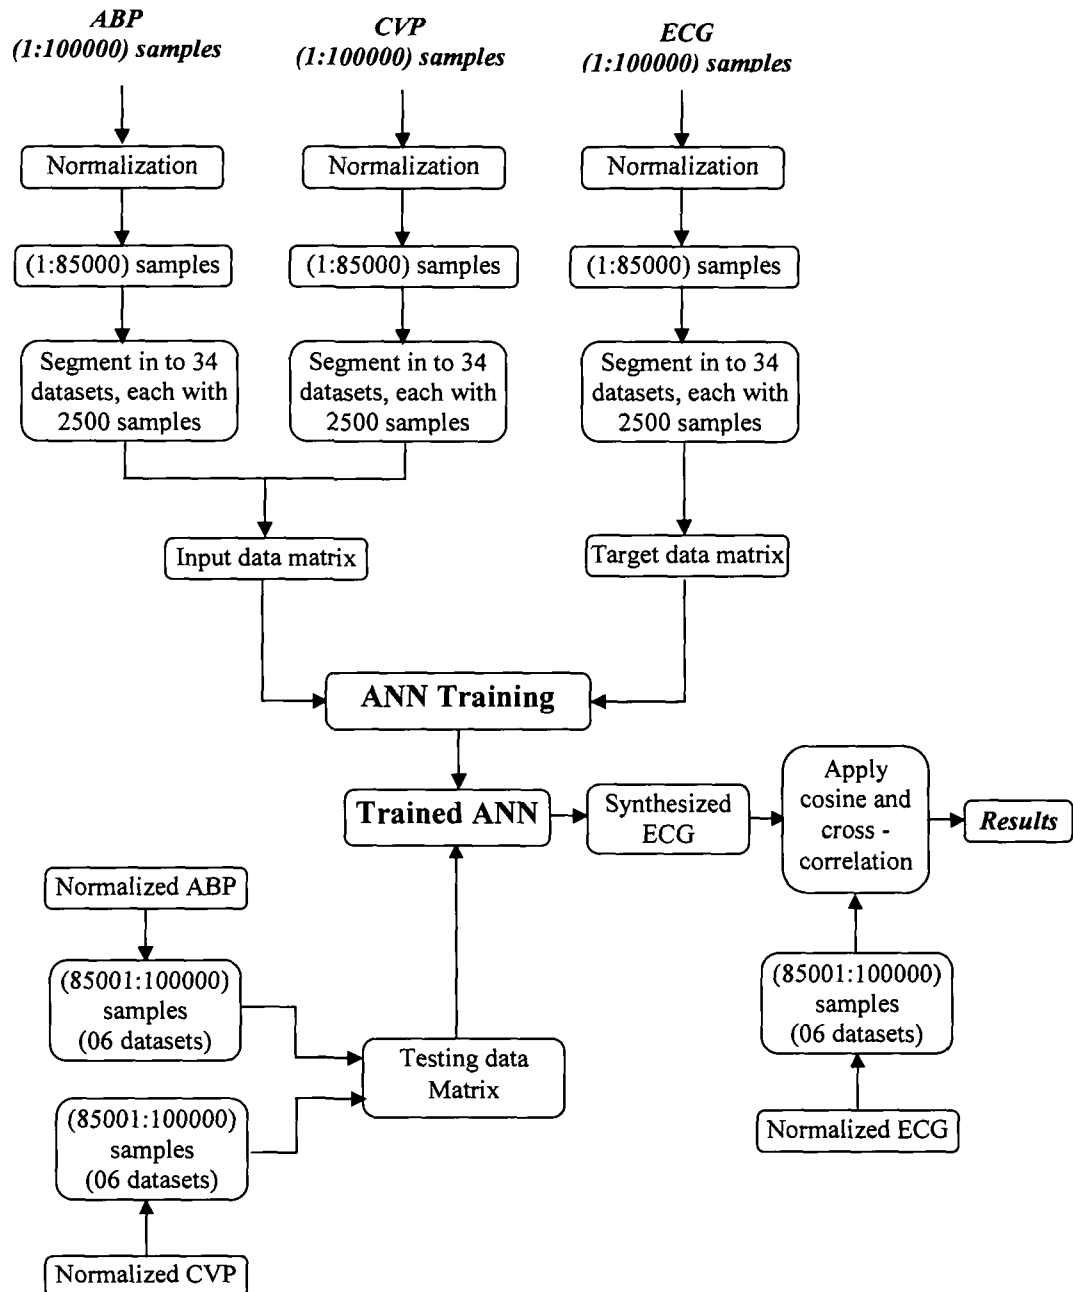 ABP
(1:100000) samples
CVP
(1:100000) samples
ECG
(1:100000) samples
Normalization
Normalization
Normalization
(1:85000) samples
(1:85000) samples
(1:85000) samples
Segment in to 34
datasets, each with
2500 samples
Segment in to 34
datasets, each with
2500 samples
Segment in to 34
datasets, each with
2500 samples
Input data matrix
Target data matrix
ANN Training
Trained ANN
Synthesized
ECG
Apply
cosine and
cross -
correlation
Results
Normalized ABP
(85001:100000)
samples
(06 datasets)
Testing data
Matrix
(85001:100000)
samples
(06 datasets)
Normalized CVP
(85001:100000)
samples
(06 datasets)
Normalized ECG